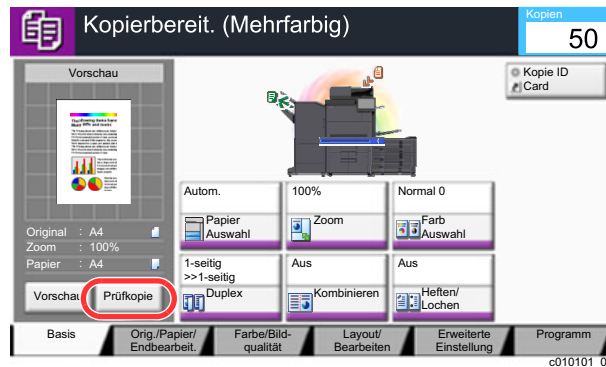 Kopierbereit. (Mehrfarbig)
Kopien
50
Vorschau
Kopie ID
Card
Original : A4
Zoom : 100%
Papier : A4
Vorschau
Prüfkopie
Autom.
Papier
Auswahl
100%
Zoom
Normal 0
Farb
Auswahl
1-seitig
>>1-seitig
Duplex
Aus
Kombinieren
Aus
Heften/
Lochen
Basis
Orig./Papier/
Endbearbeit.
Farbe/Bild-
qualität
Layout/
Bearbeiten
Erweiterte
Einstellung
Programm
c010101_0